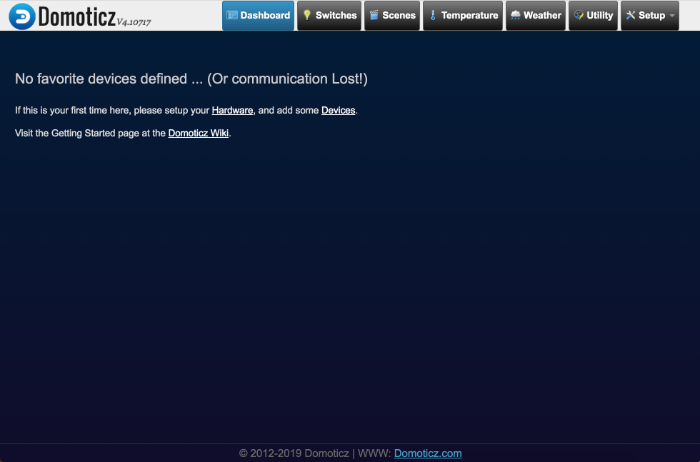 Domoticz V4.10717
Dashboard Switches Scenes Temperature Weather Utility Setup
No favorite devices defined ... (Or communication Lost!)
If this is your first time here, please setup your Hardware, and add some Devices.
Visit the Getting Started page at the Domoticz Wiki.
© 2012-2019 Domoticz | WWW: Domoticz.com